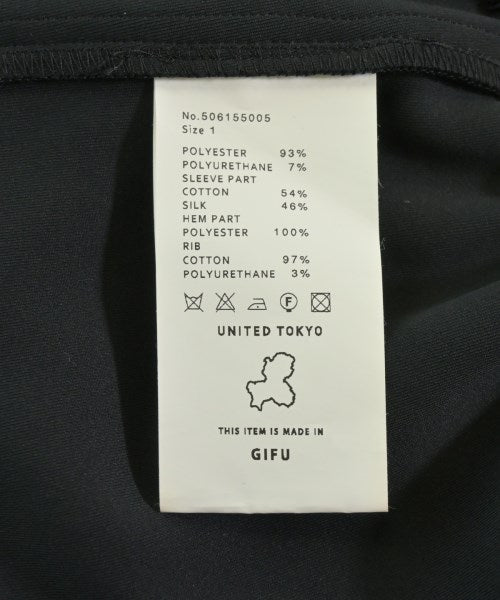 No.506155005
Size 1
POLYESTER 93%
POLYURETHANE 7%
SLEEVE PART
COTTON 54%
SILK 46%
HEM PART
POLYESTER 100%
RIB
COTTON 97%
POLYURETHANE 3%
F
UNITED TOKYO
THIS ITEM IS MADE IN
GIFU